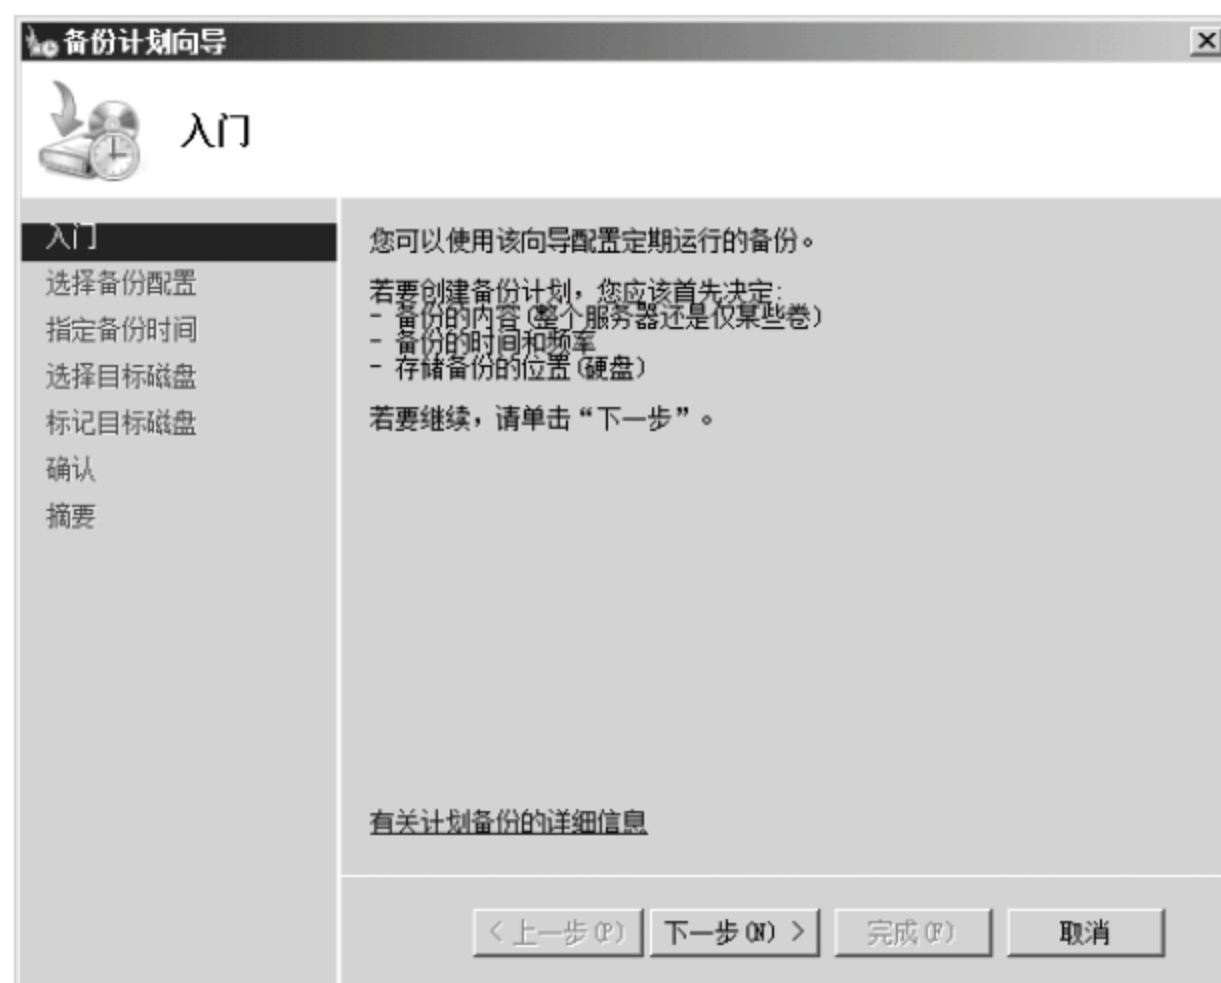 备份计划向导
入门
入门
选择备份配置
指定备份时间
选择目标磁盘
标记目标磁盘
确认
摘要
您可以使用该向导配置定期运行的备份。
若要创建备份计划，您应该首先决定:
- 备份的内容(整个服务器还是仅某些卷)
- 备份的时间和频率
- 存储备份的位置(硬盘)
若要继续，请单击“下一步”。
有关计划备份的详细信息
< 上一步(P)
下一步(N) >
完成(F)
取消